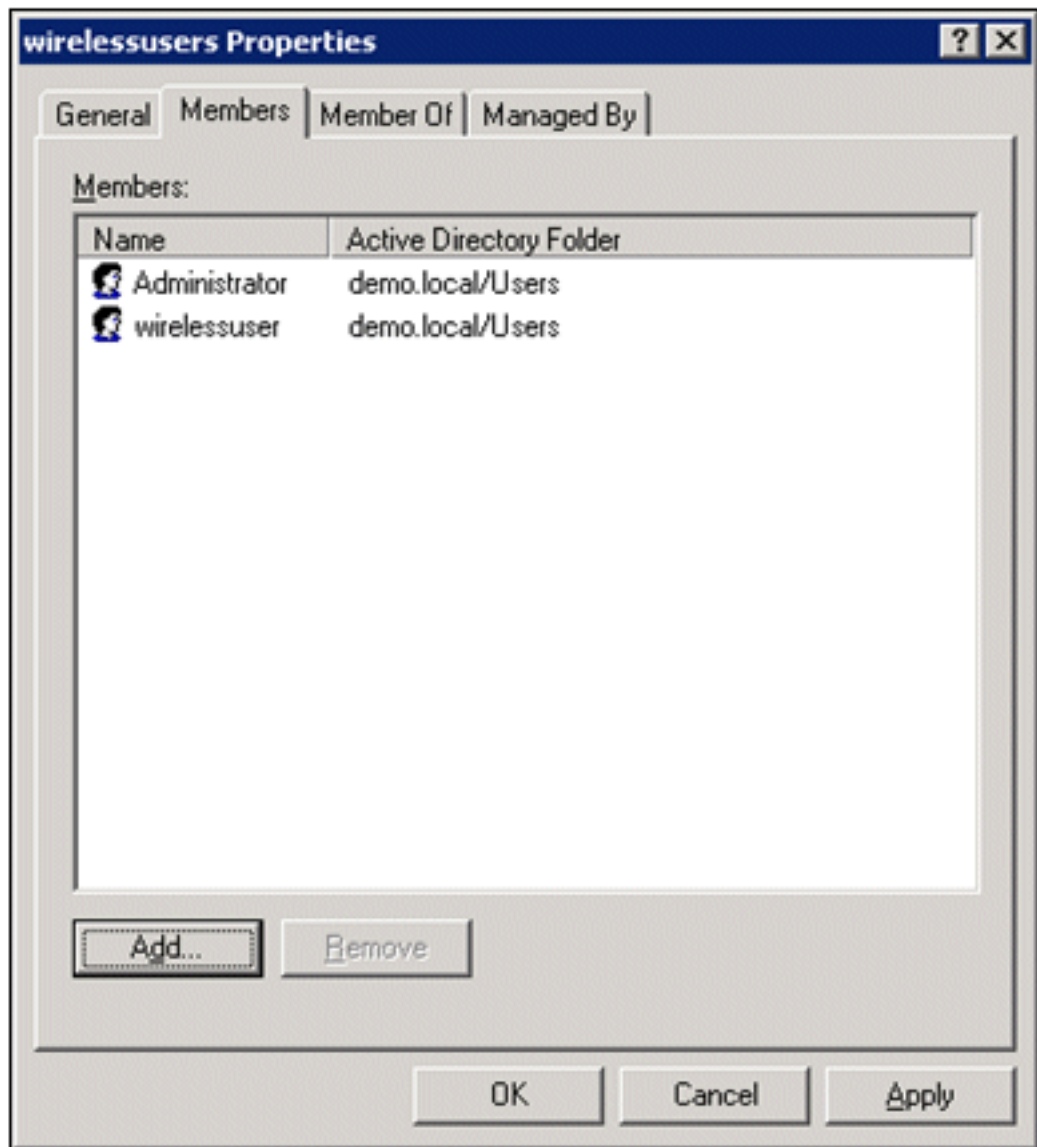 wirelessusers Properties
General Members Member Of Managed By
Members:
Name Active Directory Folder
Administrator demo.local/Users
wirelessuser demo.local/Users
Add... Remove
OK Cancel Apply